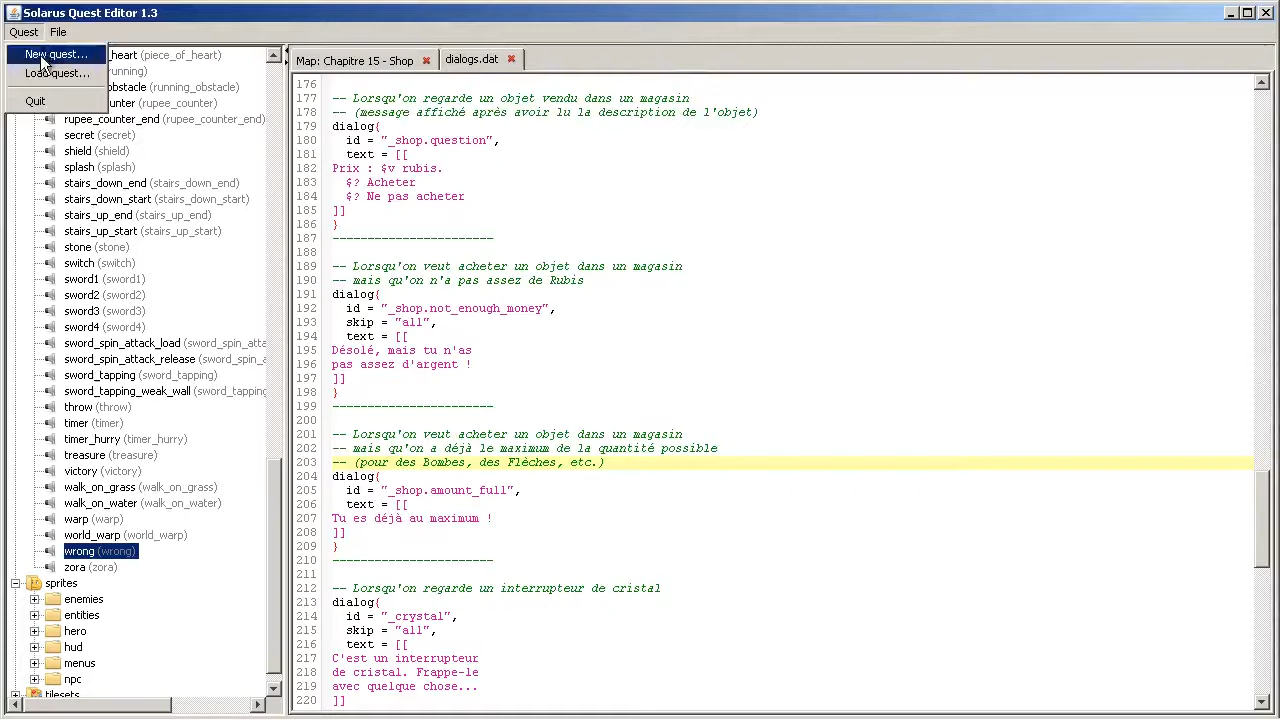 Solarus Quest Editor 1.3
Quest File
New quest...
Load quest...
Quit
_heart (piece_of_heart)
running)
obstacle (running_obstacle)
unter (rupee_counter)
rupee_counter_end (rupee_counter_end)
secret (secret)
shield (shield)
splash (splash)
stairs_down_end (stairs_down_end)
stairs_down_start (stairs_down_start)
stairs_up_end (stairs_up_end)
stairs_up_start (stairs_up_start)
stone (stone)
switch (switch)
sword1 (sword1)
sword2 (sword2)
sword3 (sword3)
sword4 (sword4)
sword_spin_attack_load (sword_spin_atta
sword_spin_attack_release (sword_spin_a
sword_tapping (sword_tapping)
sword_tapping_weak_wall (sword_tapping
throw (throw)
timer (timer)
timer_hurry (timer_hurry)
treasure (treasure)
victory (victory)
walk_on_grass (walk_on_grass)
walk_on_water (walk_on_water)
warp (warp)
world_warp (world_warp)
wrong (wrong)
zora (zora)
sprites
enemies
entities
hero
hud
menus
npc
tilesets
Map: Chapitre 15 - Shop
dialogs.dat
176
177 -- Lorsqu'on regarde un objet vendu dans un magasin
178 -- (message affiché après avoir lu la description de l'objet)
179 dialog{
180 id = "_shop.question",
181 text = [[
182 Prix : $v rubis.
183 $? Acheter
184 $? Ne pas acheter
185 ]]
186 }
187 -----------------------
188
189 -- Lorsqu'on veut acheter un objet dans un magasin
190 -- mais qu'on n'a pas assez de Rubis
191 dialog{
192 id = "_shop.not_enough_money",
193 skip = "all",
194 text = [[
195 Désolé, mais tu n'as
196 pas assez d'argent !
197 ]]
198 }
199 -----------------------
200
201 -- Lorsqu'on veut acheter un objet dans un magasin
202 -- mais qu'on a déjà le maximum de la quantité possible
203 -- (pour des Bombes, des Flèches, etc.)
204 dialog{
205 id = "_shop.amount_full",
206 text = [[
207 Tu es déjà au maximum !
208 ]]
209 }
210 -----------------------
211
212 -- Lorsqu'on regarde un interrupteur de cristal
213 dialog{
214 id = "_crystal",
215 skip = "all",
216 text = [[
217 C'est un interrupteur
218 de cristal. Frappe-le
219 avec quelque chose...
220 ]]